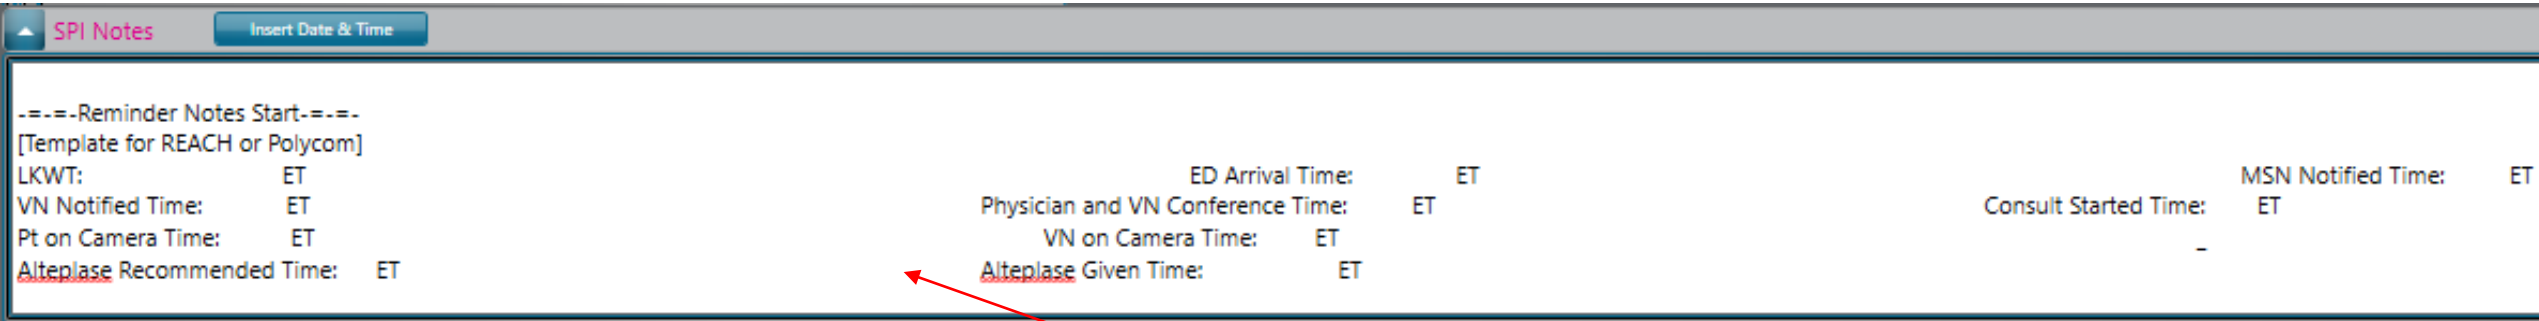 SPI Notes Insert Date & Time
-=-=-Reminder Notes Start-=-=-
[Template for REACH or Polycom]
LKWT: ET ED Arrival Time: ET MSN Notified Time: ET
VN Notified Time: ET Physician and VN Conference Time: ET Consult Started Time: ET
Pt on Camera Time: ET VN on Camera Time: ET _
Alteplase Recommended Time: ET Alteplase Given Time: ET